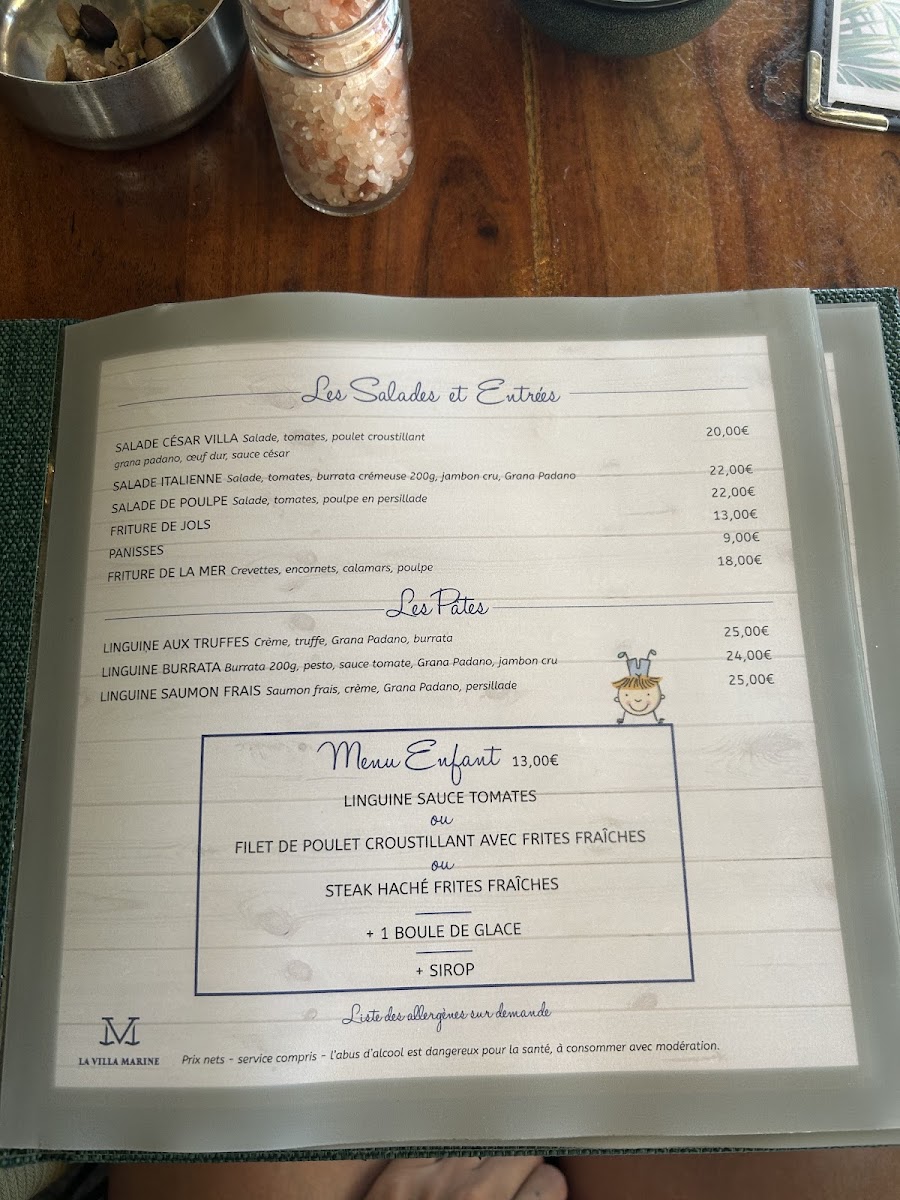 Les Salades et Entrées
SALADE CÉSAR VILLA Salade, tomates, poulet croustillant 20,00€
grana padano, œuf dur, sauce césar
SALADE ITALIENNE Salade, tomates, burrata crémeuse 200g, jambon cru, Grana Padano 22,00€
SALADE DE POULPE Salade, tomates, poulpe en persillade 22,00€
FRITURE DE JOLS 13,00€
PANISSES 9,00€
FRITURE DE LA MER Crevettes, encornets, calamars, poulpe 18,00€
Les Pâtes
LINGUINE AUX TRUFFES Crème, truffe, Grana Padano, burrata 25,00€
LINGUINE BURRATA Burrata 200g, pesto, sauce tomate, Grana Padano, jambon cru 24,00€
LINGUINE SAUMON FRAIS Saumon frais, crème, Grana Padano, persillade 25,00€
Menu Enfant 13,00€
LINGUINE SAUCE TOMATES
ou
FILET DE POULET CROUSTILLANT AVEC FRITES FRAÎCHES
ou
STEAK HACHÉ FRITES FRAÎCHES
+ 1 BOULE DE GLACE
+ SIROP
Liste des allergènes sur demande
VM
LA VILLA MARINE
Prix nets - service compris - l'abus d'alcool est dangereux pour la santé, à consommer avec modération.